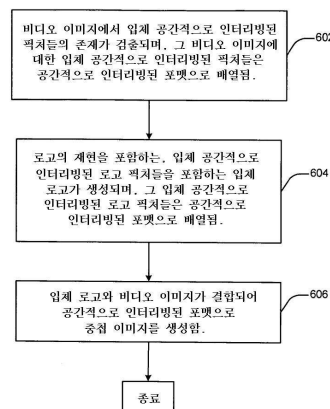 비디오 이미지에서 입체 공간적으로 인터리빙된
픽처들의 존재가 검출되며, 그 비디오 이미지에
대한 입체 공간적으로 인터리빙된 픽처들은
공간적으로 인터리빙된 포맷으로 배열됨.
602
로고의 재현을 포함하는, 입체 공간적으로
인터리빙된 로고 픽처들을 포함하는 입체
로고가 생성되며, 그 입체 공간적으로
인터리빙된 로고 픽처들은 공간적으로
인터리빙된 포맷으로 배열됨.
604
입체 로고와 비디오 이미지가 결합되어
공간적으로 인터리빙된 포맷으로
중첩 이미지를 생성함.
606
종료